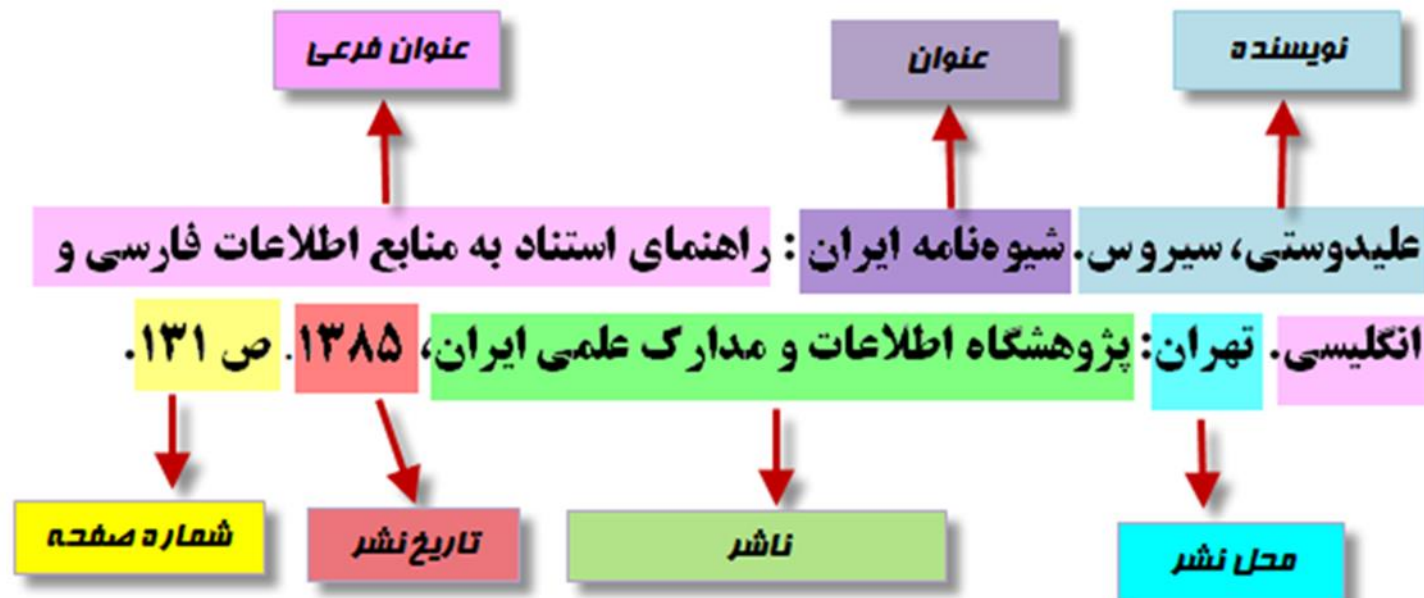 نویسنده
عنوان
عنوان فرعی
علیدوستی، سیروس. شیوه‌نامه ایران : راهنمای استناد به منابع اطلاعات فارسی و
انگلیسی. تهران: پژوهشگاه اطلاعات و مدارک علمی ایران، ۱۳۸۵. ص ۱۳۱.
محل نشر
ناشر
تاریخ نشر
شماره صفحه